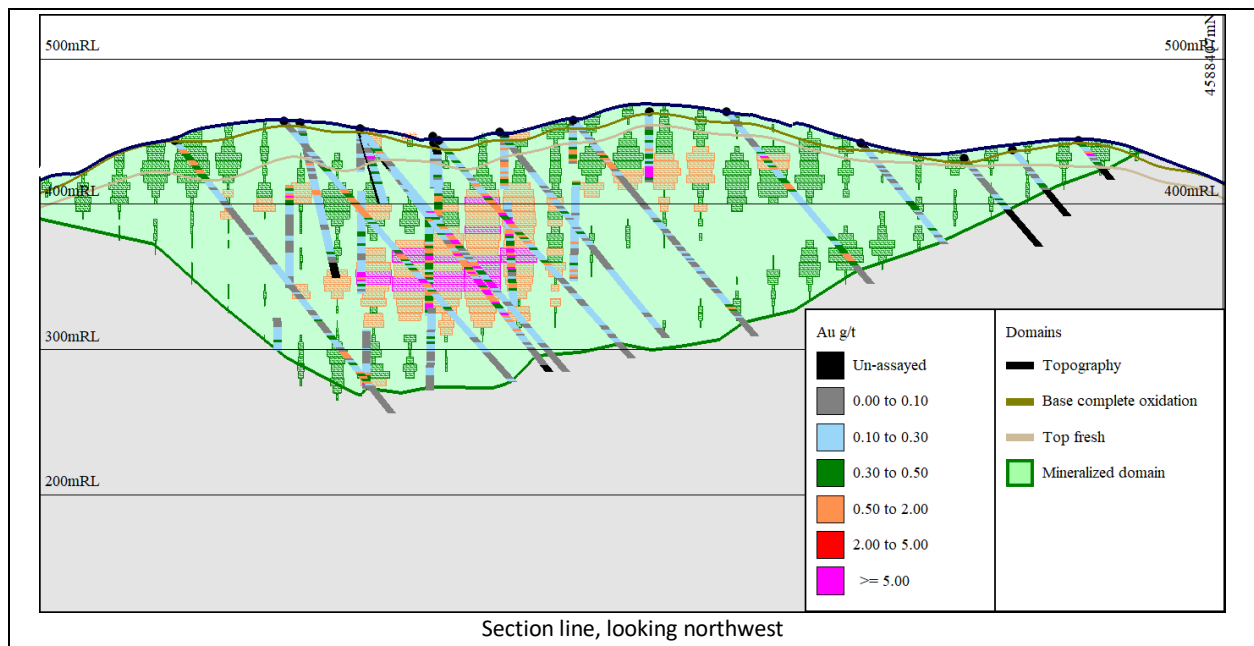 500mRL
500mRL
4588407mN
400mRL
400mRL
300mRL
200mRL
Au g/t
Un-assayed
0.00 to 0.10
0.10 to 0.30
0.30 to 0.50
0.50 to 2.00
2.00 to 5.00
>= 5.00
Domains
Topography
Base complete oxidation
Top fresh
Mineralized domain
Section line, looking northwest